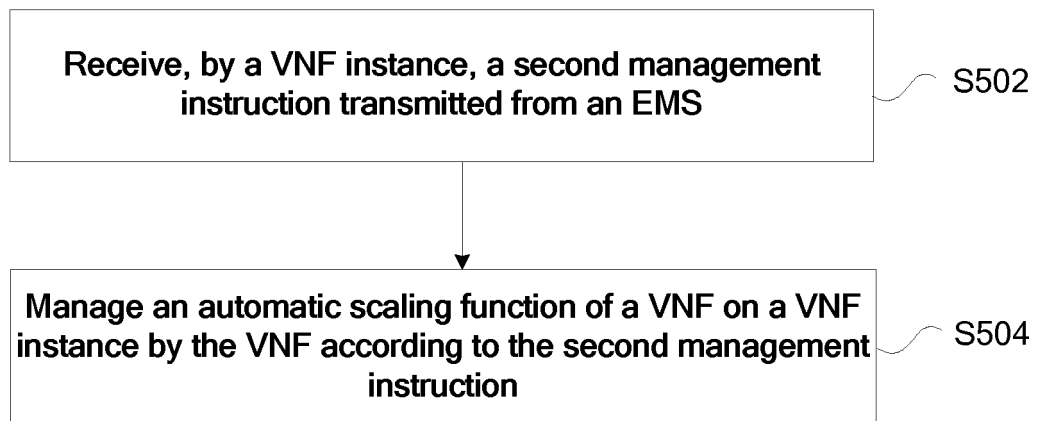 Receive, by a VNF instance, a second management
instruction transmitted from an EMS
S502
Manage an automatic scaling function of a VNF on a VNF
instance by the VNF according to the second management
instruction
S504